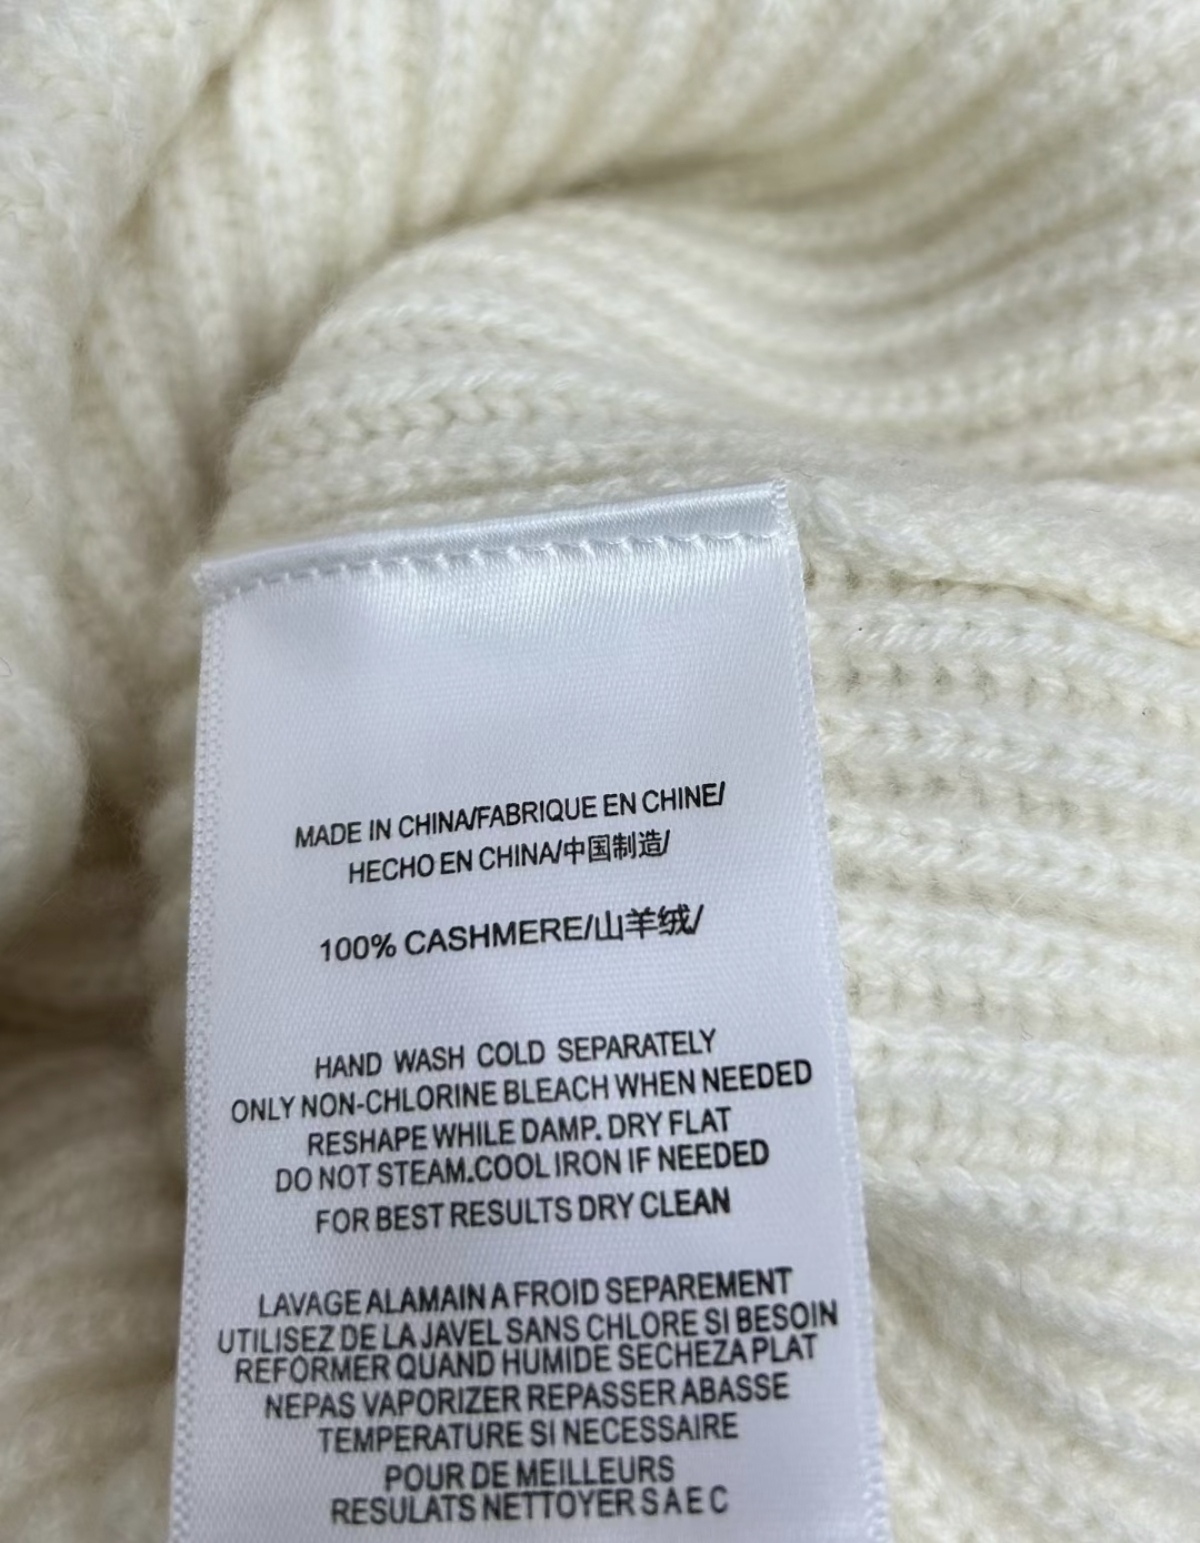 MADE IN CHINA/FABRIQUE EN CHINE/
HECHO EN CHINA/中国制造/
100% CASHMERE/山羊绒/
HAND WASH COLD SEPARATELY
ONLY NON-CHLORINE BLEACH WHEN NEEDED
RESHAPE WHILE DAMP. DRY FLAT
DO NOT STEAM.COOL IRON IF NEEDED
FOR BEST RESULTS DRY CLEAN
LAVAGE ALAMAIN A FROID SEPAREMENT
UTILISEZ DE LA JAVEL SANS CHLORE SI BESOIN
REFORMER QUAND HUMIDE SECHEZA PLAT
NEPAS VAPORIZER REPASSER ABASSE
TEMPERATURE SI NECESSAIRE
POUR DE MEILLEURS
RESULATS NETTOYER S A E C